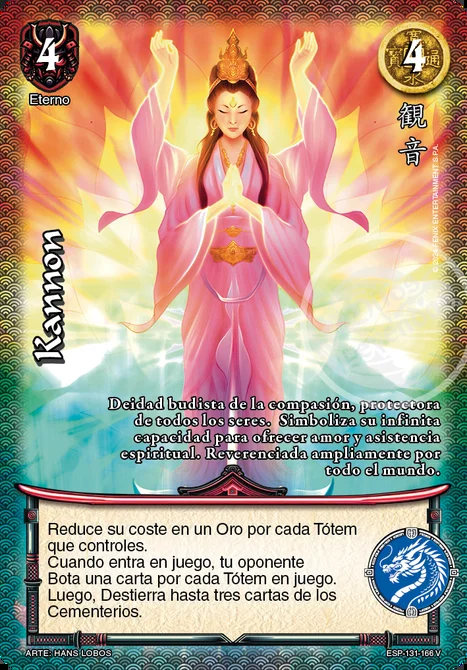 4
4
Eterno
観音
Kannon
Deidad budista de la compasión, protectora
de todos los seres. Simboliza su infinita
capacidad para ofrecer amor y asistencia
espiritual. Reverenciada ampliamente por
todo el mundo.
Reduce su coste en un Oro por cada Tótem
que controles.
Cuando entra en juego, tu oponente
Bota una carta por cada Tótem en juego.
Luego, Destierra hasta tres cartas de los
Cementerios.
ARTE: HANS LOBOS
ESP-131-166 V